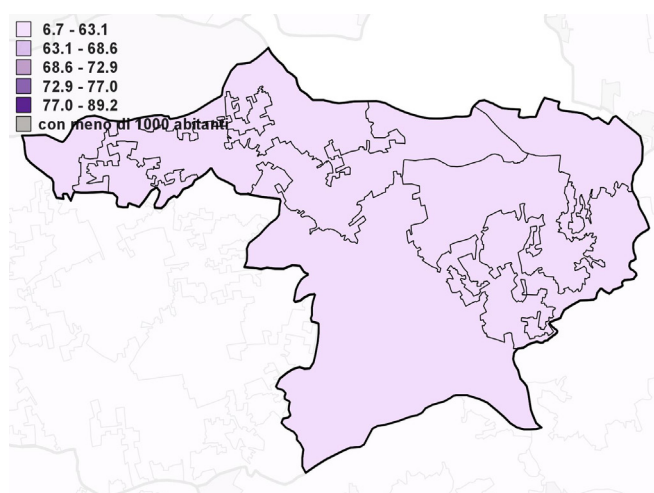 6.7 - 63.1
63.1 - 68.6
68.6 - 72.9
72.9 - 77.0
77.0 - 89.2
con meno di 1000 abitanti